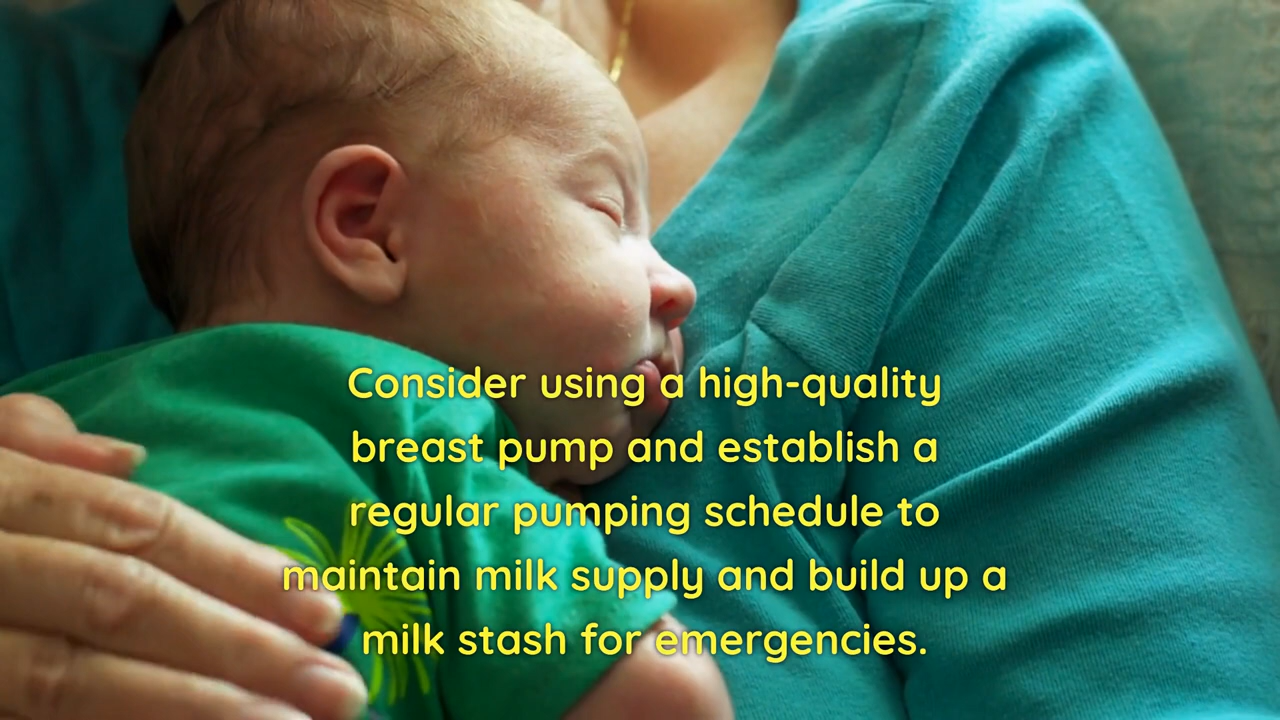 Consider using a high-quality
breast pump and establish a
regular pumping schedule to
maintain milk supply and build up a
milk stash for emergencies.